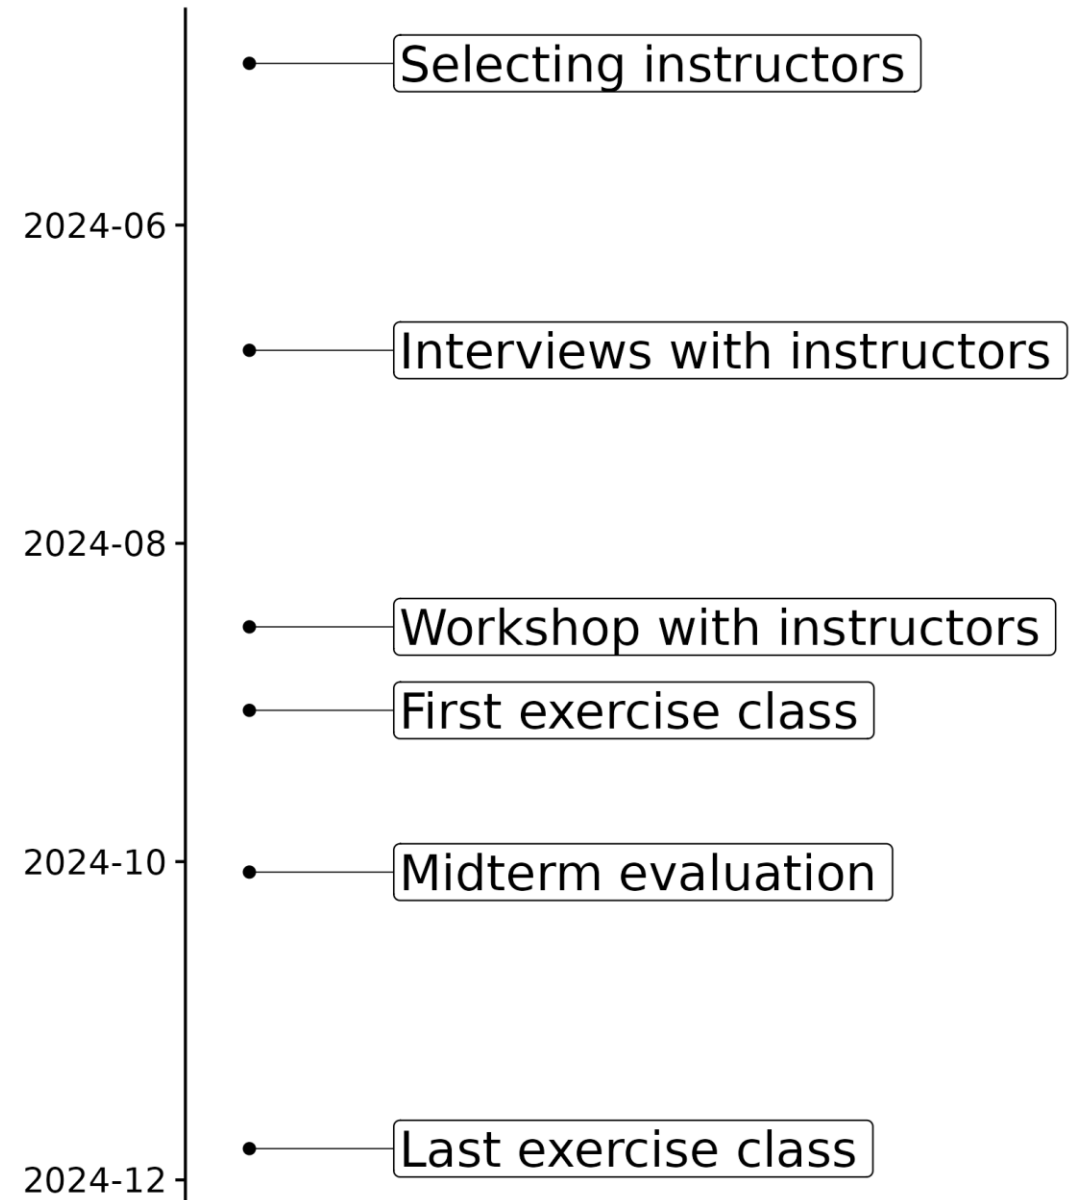 Selecting instructors
2024-06
Interviews with instructors
2024-08
Workshop with instructors
First exercise class
2024-10
Midterm evaluation
Last exercise class
2024-12